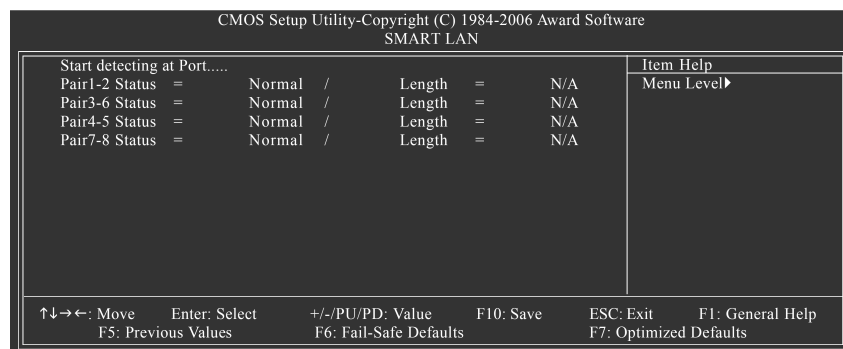 CMOS Setup Utility-Copyright (C) 1984-2006 Award Software
SMART LAN
Start detecting at Port.....
Pair1-2 Status = Normal / Length = N/A
Pair3-6 Status = Normal / Length = N/A
Pair4-5 Status = Normal / Length = N/A
Pair7-8 Status = Normal / Length = N/A
Item Help
Menu Level▶
↑↓→←: Move Enter: Select +/-/PU/PD: Value F10: Save ESC: Exit F1: General Help
F5: Previous Values F6: Fail-Safe Defaults F7: Optimized Defaults